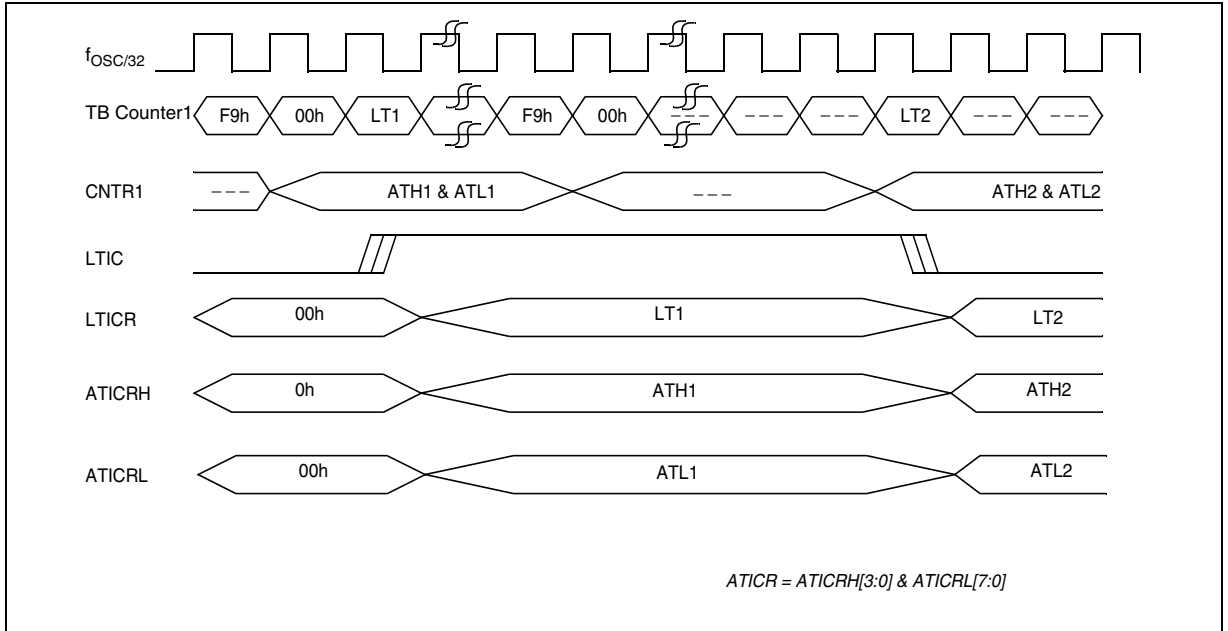 fOSC/32
TB Counter1 F9h 00h LT1 F9h 00h --- --- --- LT2 --- ---
CNTR1 --- ATH1 & ATL1 --- ATH2 & ATL2
LTIC
LTICR 00h LT1 LT2
ATICRH 0h ATH1 ATH2
ATICRL 00h ATL1 ATL2
ATICR = ATICRH[3:0] & ATICRL[7:0]